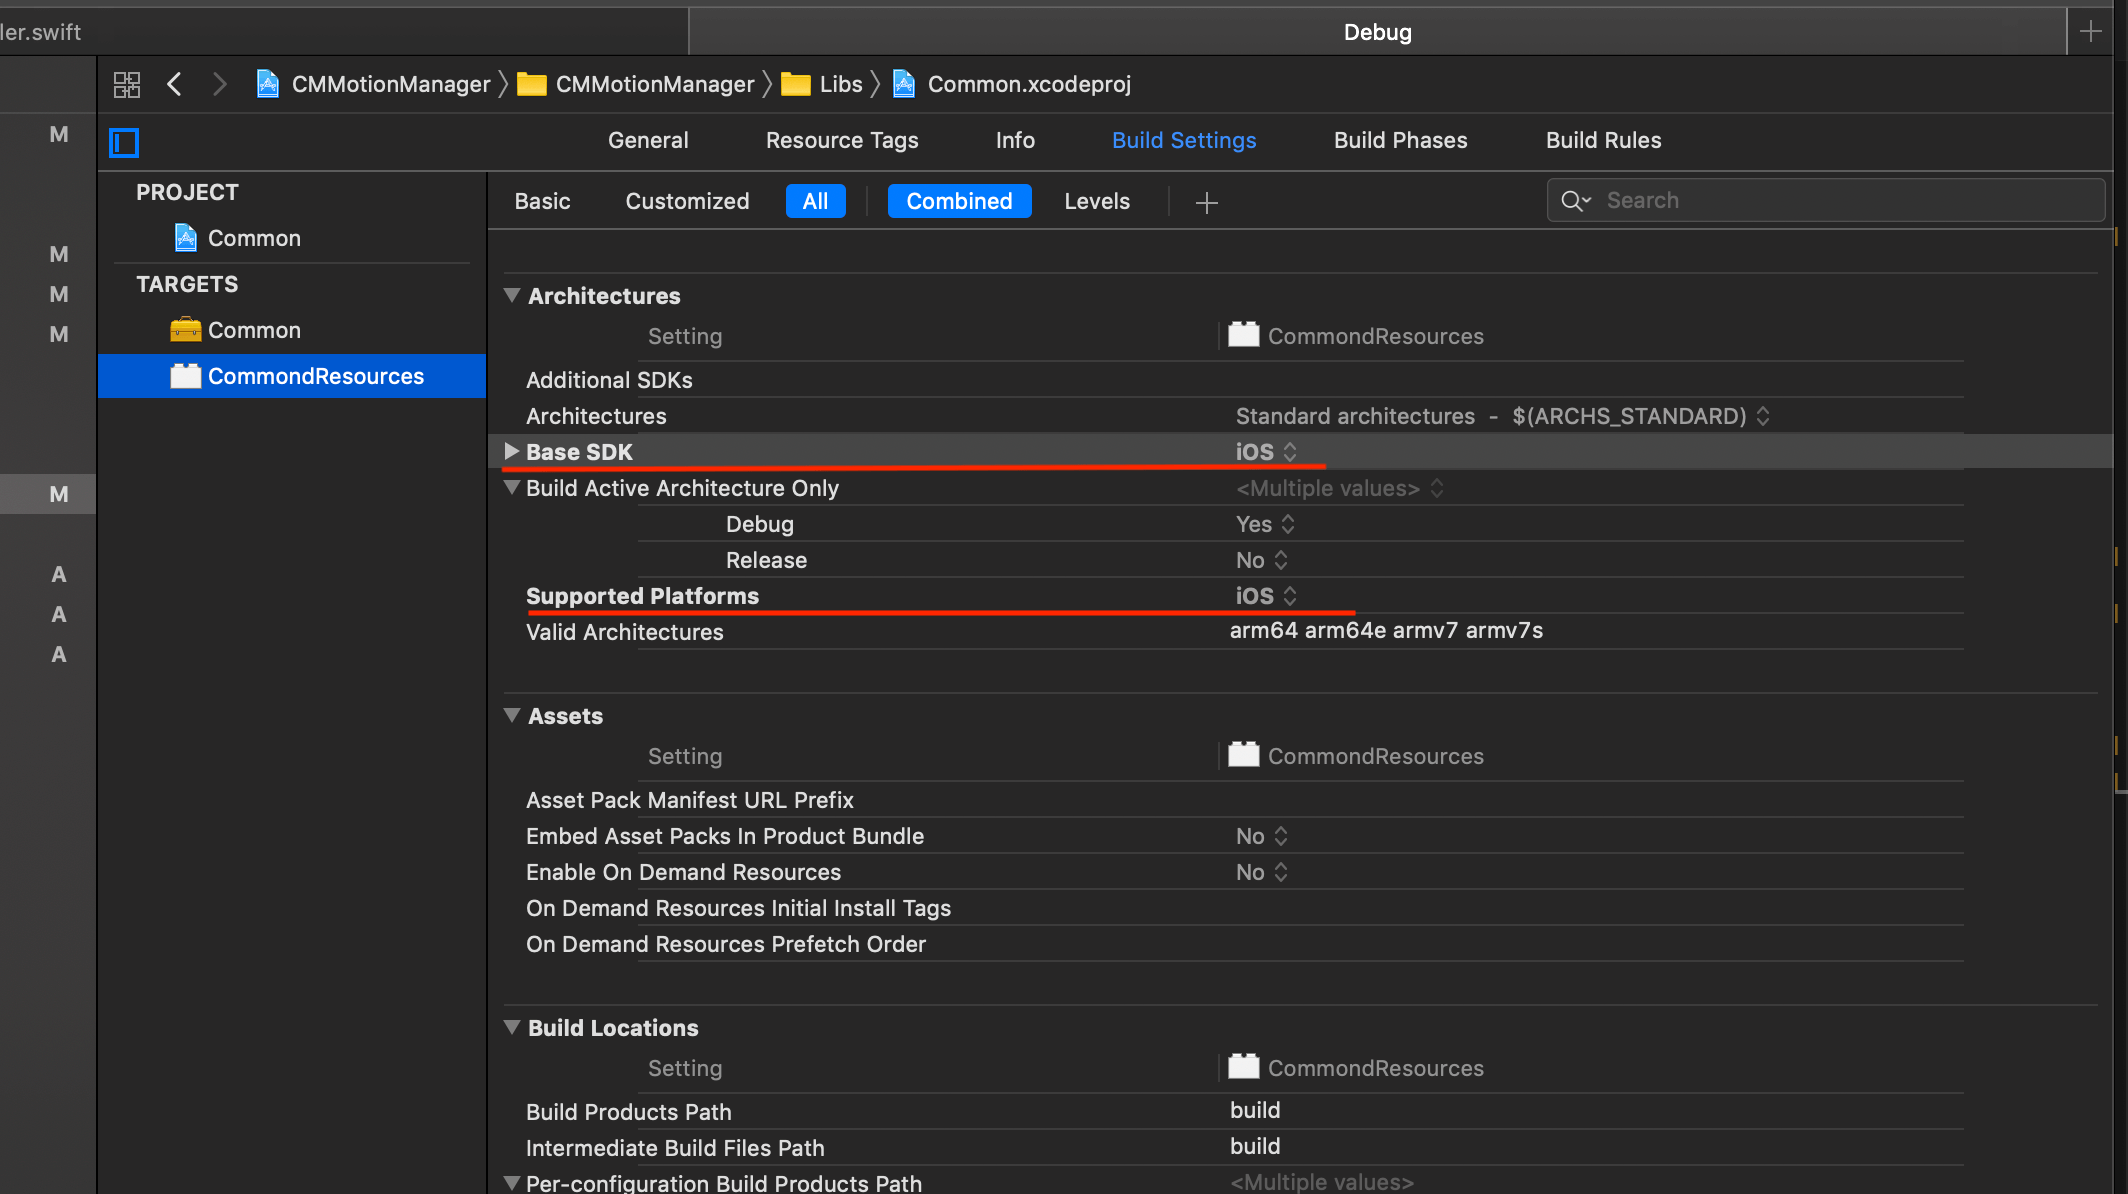 ler.swift
Debug
CMMotionManager
CMMotionManager
Libs
Common.xcodeproj
M
General
Resource Tags
Info
Build Settings
Build Phases
Build Rules
PROJECT
Basic
Customized
All
Combined
Levels
Search
Common
M
TARGETS
M
Architectures
Common
M
Setting
CommondResources
CommondResources
Additional SDKs
Architectures
Standard architectures - $(ARCHS_STANDARD)
Base SDK
iOS
M
Build Active Architecture Only
<Multiple values>
Debug
Yes
Release
No
A
Supported Platforms
iOS
A
Valid Architectures
arm64 arm64e armv7 armv7s
A
Assets
Setting
CommondResources
Asset Pack Manifest URL Prefix
Embed Asset Packs In Product Bundle
No
Enable On Demand Resources
No
On Demand Resources Initial Install Tags
On Demand Resources Prefetch Order
Build Locations
Setting
CommondResources
Build Products Path
build
Intermediate Build Files Path
build
Per-configuration Build Products Path
<Multiple values>